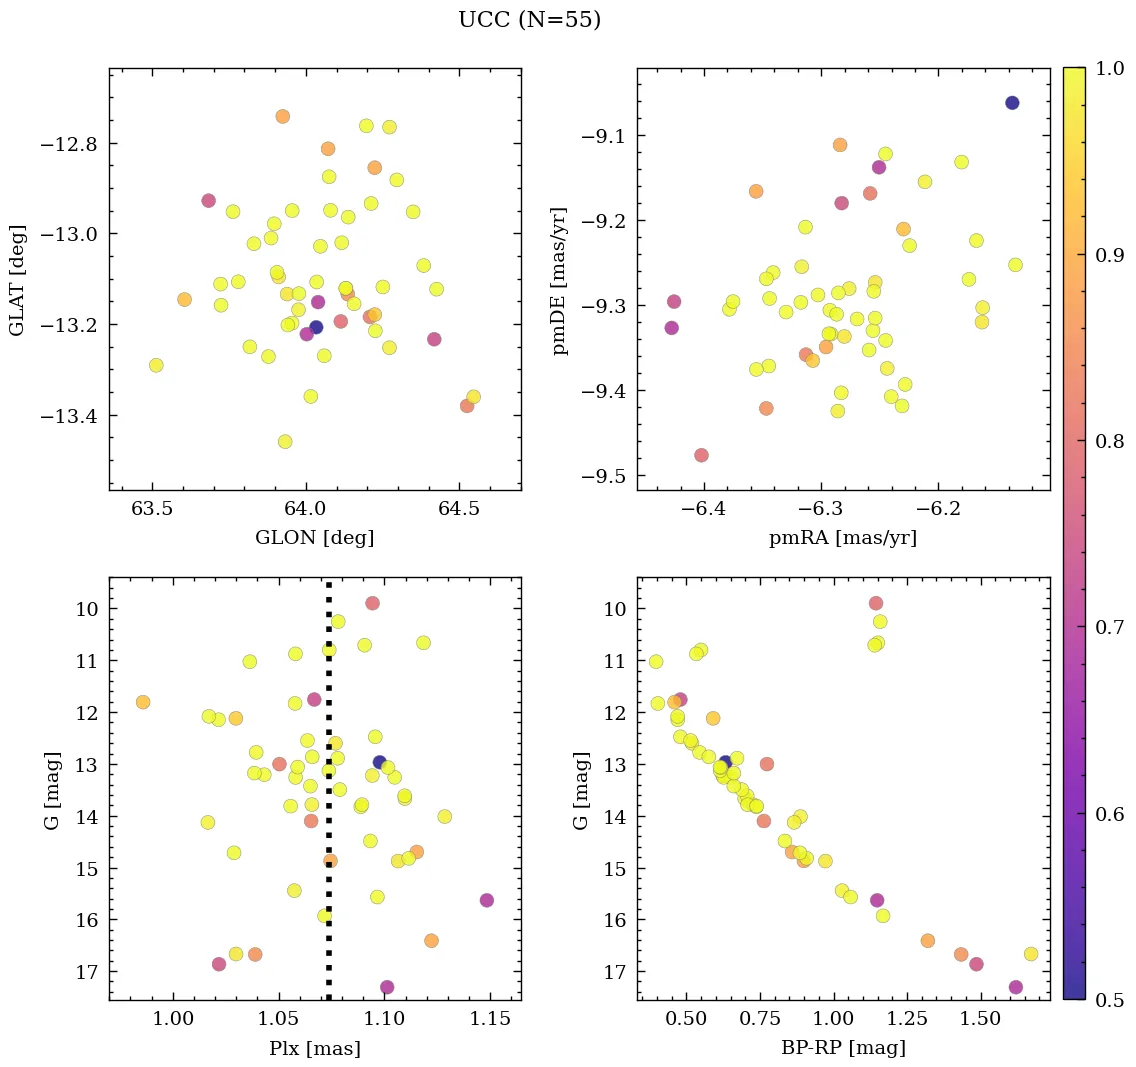 UCC (N=55)
−12.8
−13.0
−13.2
−13.4
GLAT [deg]
63.5 64.0 64.5
GLON [deg]
−9.1
−9.2
−9.3
−9.4
−9.5
pmDE [mas/yr]
−6.4 −6.3 −6.2
pmRA [mas/yr]
1.0
0.9
0.8
0.7
0.6
0.5
10
11
12
13
14
15
16
17
G [mag]
1.00 1.05 1.10 1.15
Plx [mas]
10
11
12
13
14
15
16
17
G [mag]
0.50 0.75 1.00 1.25 1.50
BP-RP [mag]